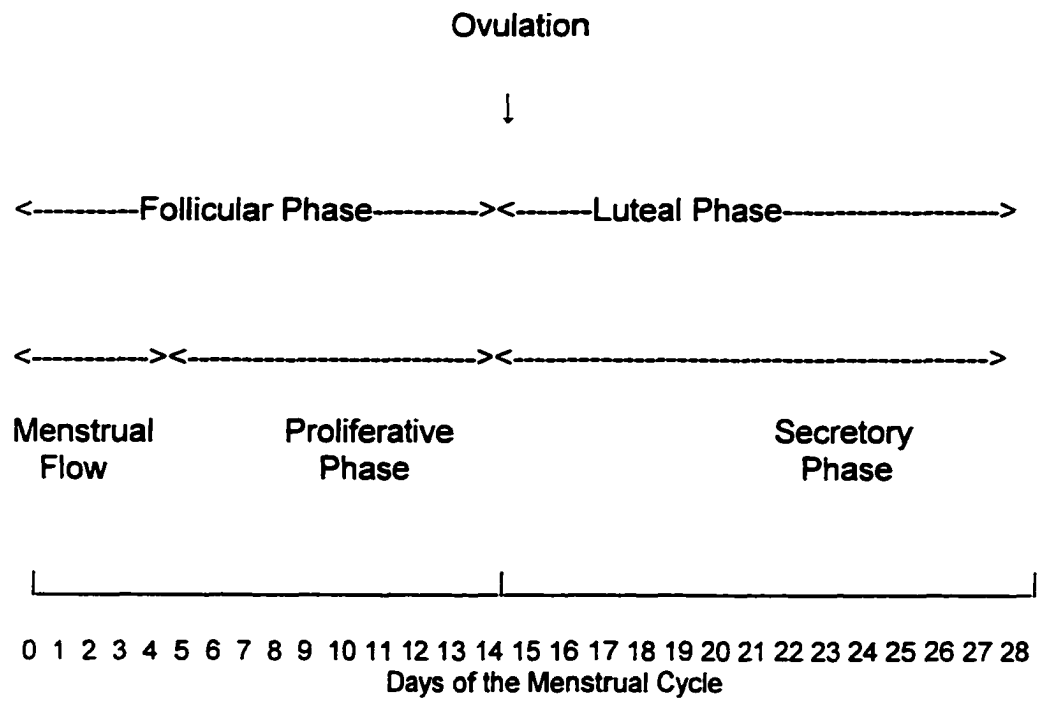 Ovulation
↓
<----------Follicular Phase----------><-------Luteal Phase-------------------->
<-----------><---------------------------><--------------------------------------------->
Menstrual Proliferative Secretory
Flow Phase Phase
0 1 2 3 4 5 6 7 8 9 10 11 12 13 14 15 16 17 18 19 20 21 22 23 24 25 26 27 28
Days of the Menstrual Cycle